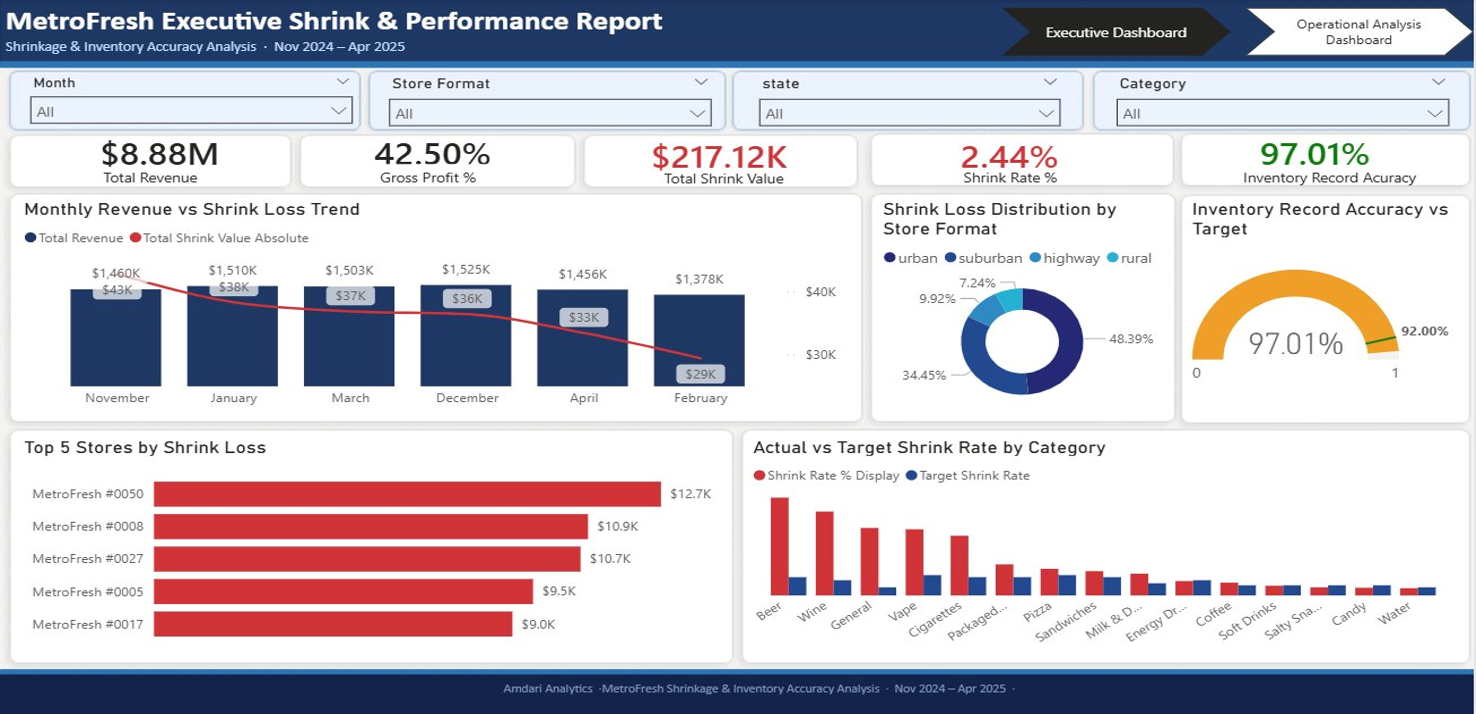 MetroFresh Executive Shrink & Performance Report
Shrinkage & Inventory Accuracy Analysis · Nov 2024 – Apr 2025
Executive Dashboard
Operational Analysis
Dashboard
Month
All
Store Format
All
state
All
Category
All
$8.88M
Total Revenue
42.50%
Gross Profit %
$217.12K
Total Shrink Value
2.44%
Shrink Rate %
97.01%
Inventory Record Acuracy
Monthly Revenue vs Shrink Loss Trend
Total Revenue Total Shrink Value Absolute
$1,460K $1,510K $1,503K $1,525K $1,456K $1,378K
$43K $38K $37K $36K $33K $29K
$40K
$30K
November January March December April February
Shrink Loss Distribution by
Store Format
urban suburban highway rural
7.24%
9.92%
48.39%
34.45%
Inventory Record Accuracy vs
Target
92.00%
97.01%
0 1
Top 5 Stores by Shrink Loss
MetroFresh #0050 $12.7K
MetroFresh #0008 $10.9K
MetroFresh #0027 $10.7K
MetroFresh #0005 $9.5K
MetroFresh #0017 $9.0K
Actual vs Target Shrink Rate by Category
Shrink Rate % Display Target Shrink Rate
Beer Wine General Vape Cigarettes Packaged... Pizza Sandwiches Milk & D... Energy Dr... Coffee Soft Drinks Salty Sna... Candy Water
Amdari Analytics ·MetroFresh Shrinkage & Inventory Accuracy Analysis · Nov 2024 – Apr 2025 ·